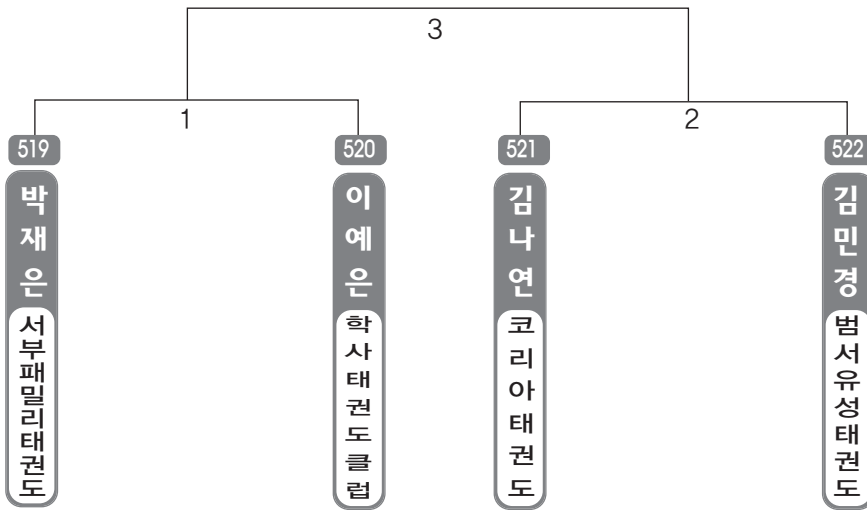 3
1
2
519
520
521
522
박재은
서부패밀리태권도
이예은
학사태권도클럽
김나연
코리아태권도
김민경
범서유성태권도